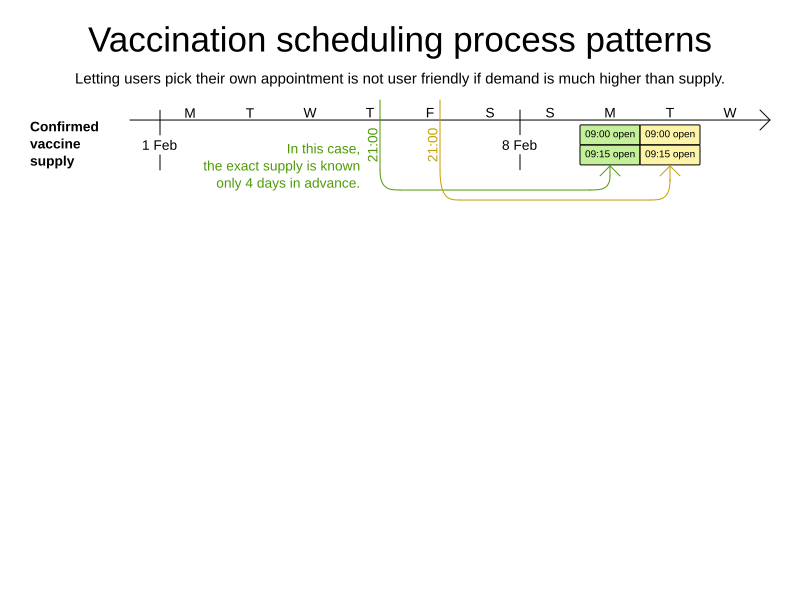 Vaccination scheduling process patterns
Letting users pick their own appointment is not user friendly if demand is much higher than supply.
M T W T F S S M T W
Confirmed
vaccine
supply
1 Feb
In this case,
the exact supply is known
only 4 days in advance.
21:00
21:00
8 Feb
09:00 open 09:00 open
09:15 open 09:15 open